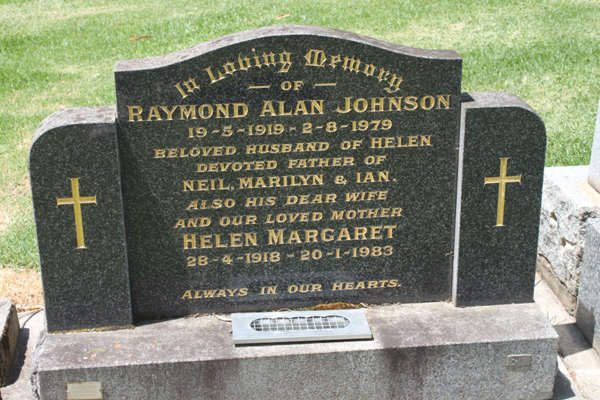 In Loving Memory
— OF —
RAYMOND ALAN JOHNSON
19-5-1919-2-8-1979
BELOVED HUSBAND OF HELEN
DEVOTED FATHER OF
NEIL, MARILYN & IAN.
ALSO HIS DEAR WIFE
AND OUR LOVED MOTHER
HELEN MARGARET
28-4-1918-20-1-1983
ALWAYS IN OUR HEARTS.